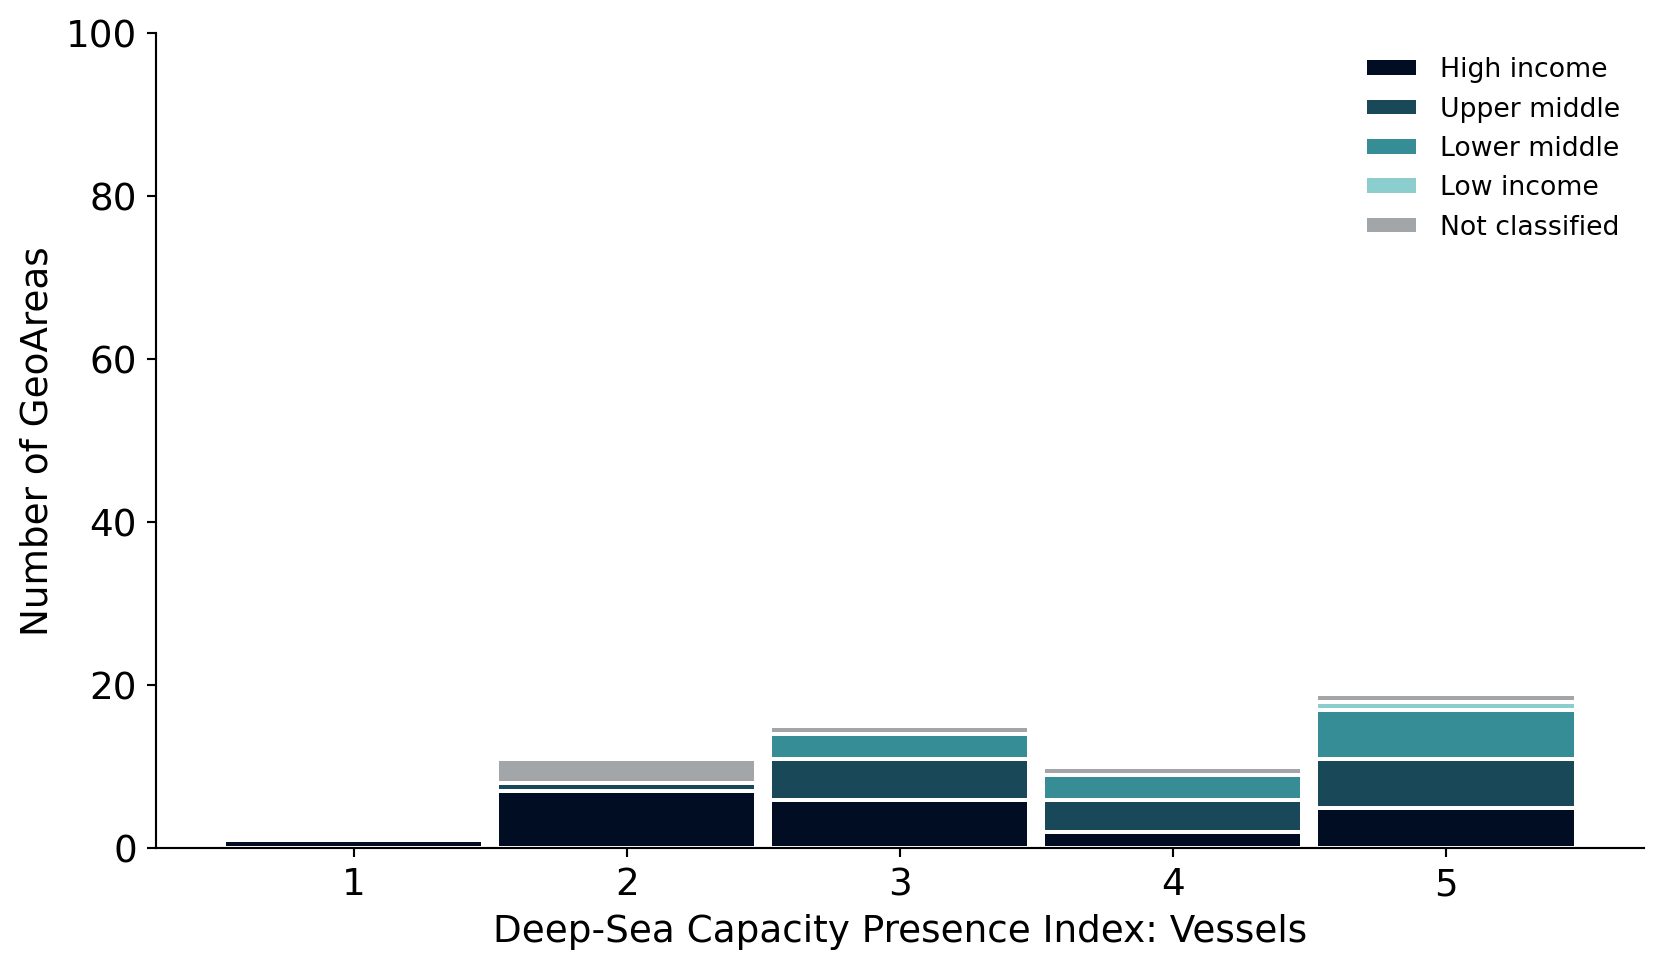 100
80
60
40
20
0
Number of GeoAreas
High income
Upper middle
Lower middle
Low income
Not classified
1 2 3 4 5
Deep-Sea Capacity Presence Index: Vessels